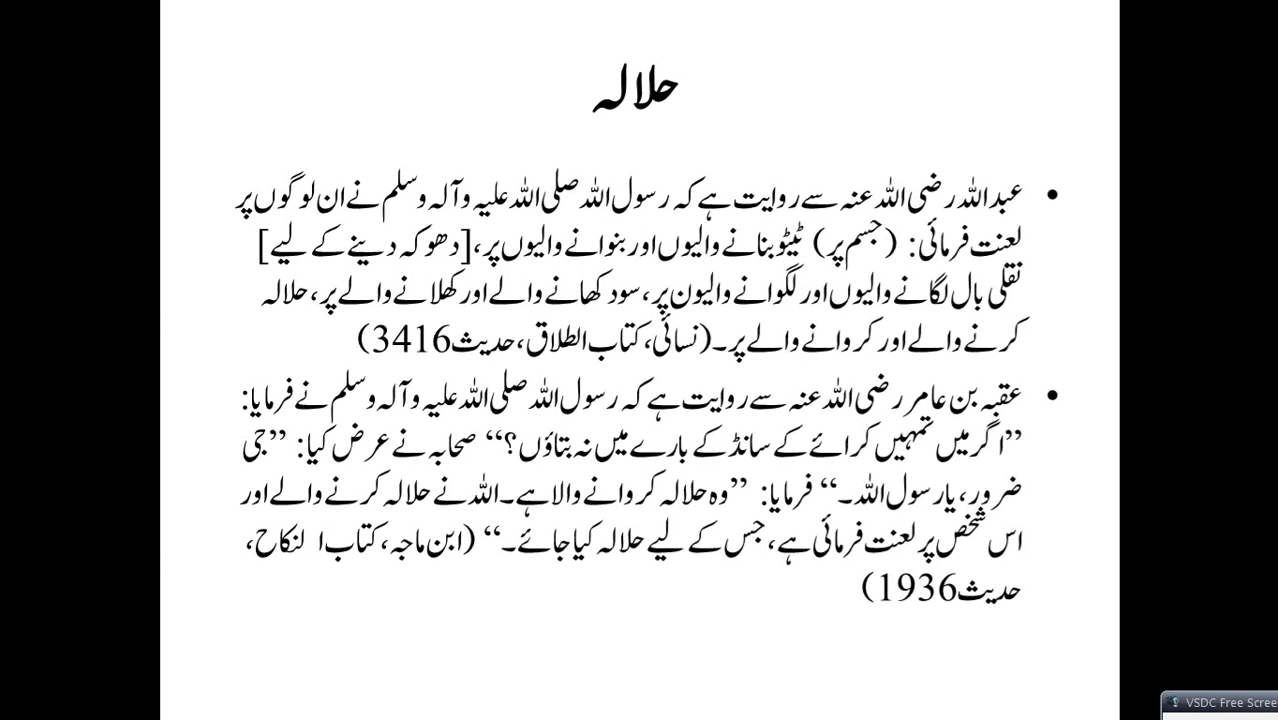 حلالہ
• عبداللہ رضی اللہ عنہ سے روایت ہے کہ رسول اللہ صلی اللہ علیہ وآلہ وسلم نے ان لوگوں پر
لعنت فرمائی: (جسم پر) ٹیٹو بنانے والیوں اور بنوانے والیوں پر، [دھوکہ دینے کے لیے]
نقلی بال لگانے والیوں اور لگوانے والیون پر، سود کھانے والے اور کھلانے والے پر، حلالہ
کرنے والے اور کروانے والے پر۔ (نسائی، کتاب الطلاق، حدیث 3416)
• عقبہ بن عامر رضی اللہ عنہ سے روایت ہے کہ رسول اللہ صلی اللہ علیہ وآلہ وسلم نے فرمایا:
”اگر میں تمہیں کرائے کے سانڈ کے بارے میں نہ بتاؤں؟“ صحابہ نے عرض کیا: ”جی
ضرور، یا رسول اللہ۔“ فرمایا: ”وہ حلالہ کروانے والا ہے۔ اللہ نے حلالہ کرنے والے اور
اس شخص پر لعنت فرمائی ہے، جس کے لیے حلالہ کیا جائے۔“ (ابن ماجہ، کتاب ا لنکاح،
حدیث 1936)
VSDC Free Scree